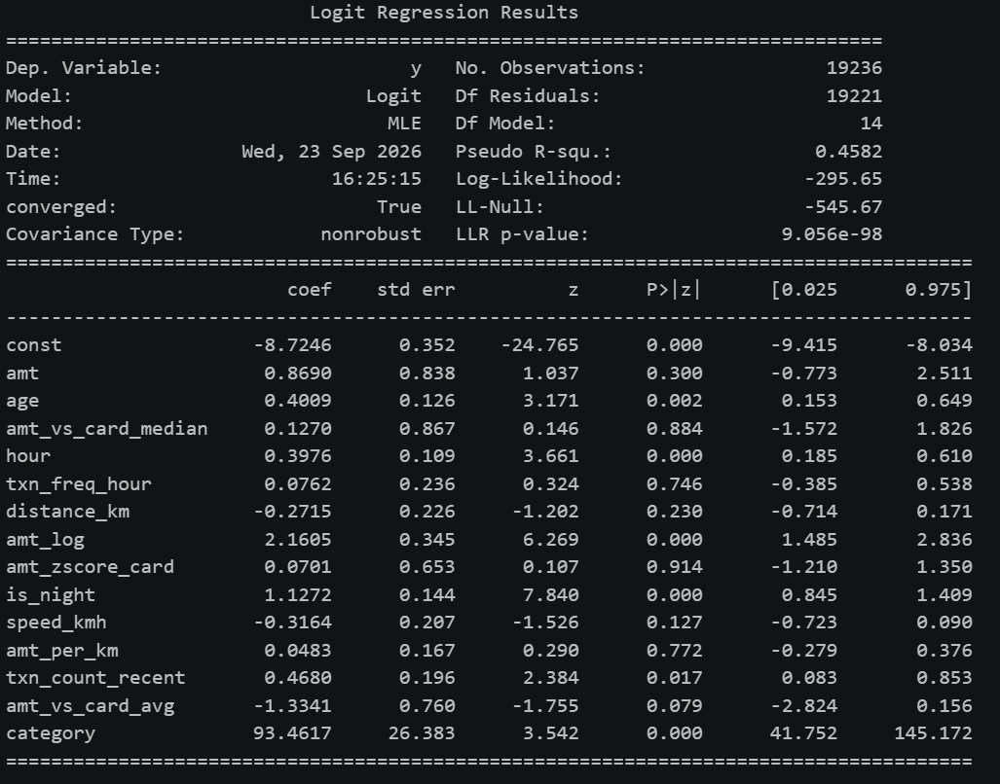 Logit Regression Results
==============================================================================
Dep. Variable:                      y   No. Observations:                19236
Model:                          Logit   Df Residuals:                    19221
Method:                           MLE   Df Model:                           14
Date:                Wed, 23 Sep 2026   Pseudo R-squ.:                  0.4582
Time:                        16:25:15   Log-Likelihood:                -295.65
converged:                       True   LL-Null:                       -545.67
Covariance Type:            nonrobust   LLR p-value:                 9.056e-98
======================================================================================
                         coef    std err          z      P>|z|      [0.025      0.975]
--------------------------------------------------------------------------------------
const                 -8.7246      0.352    -24.765      0.000      -9.415      -8.034
amt                    0.8690      0.838      1.037      0.300      -0.773       2.511
age                    0.4009      0.126      3.171      0.002       0.153       0.649
amt_vs_card_median     0.1270      0.867      0.146      0.884      -1.572       1.826
hour                   0.3976      0.109      3.661      0.000       0.185       0.610
txn_freq_hour          0.0762      0.236      0.324      0.746      -0.385       0.538
distance_km           -0.2715      0.226     -1.202      0.230      -0.714       0.171
amt_log                2.1605      0.345      6.269      0.000       1.485       2.836
amt_zscore_card        0.0701      0.653      0.107      0.914      -1.210       1.350
is_night               1.1272      0.144      7.840      0.000       0.845       1.409
speed_kmh             -0.3164      0.207     -1.526      0.127      -0.723       0.090
amt_per_km             0.0483      0.167      0.290      0.772      -0.279       0.376
txn_count_recent       0.4680      0.196      2.384      0.017       0.083       0.853
amt_vs_card_avg       -1.3341      0.760     -1.755      0.079      -2.824       0.156
category              93.4617     26.383      3.542      0.000      41.752     145.172
======================================================================================